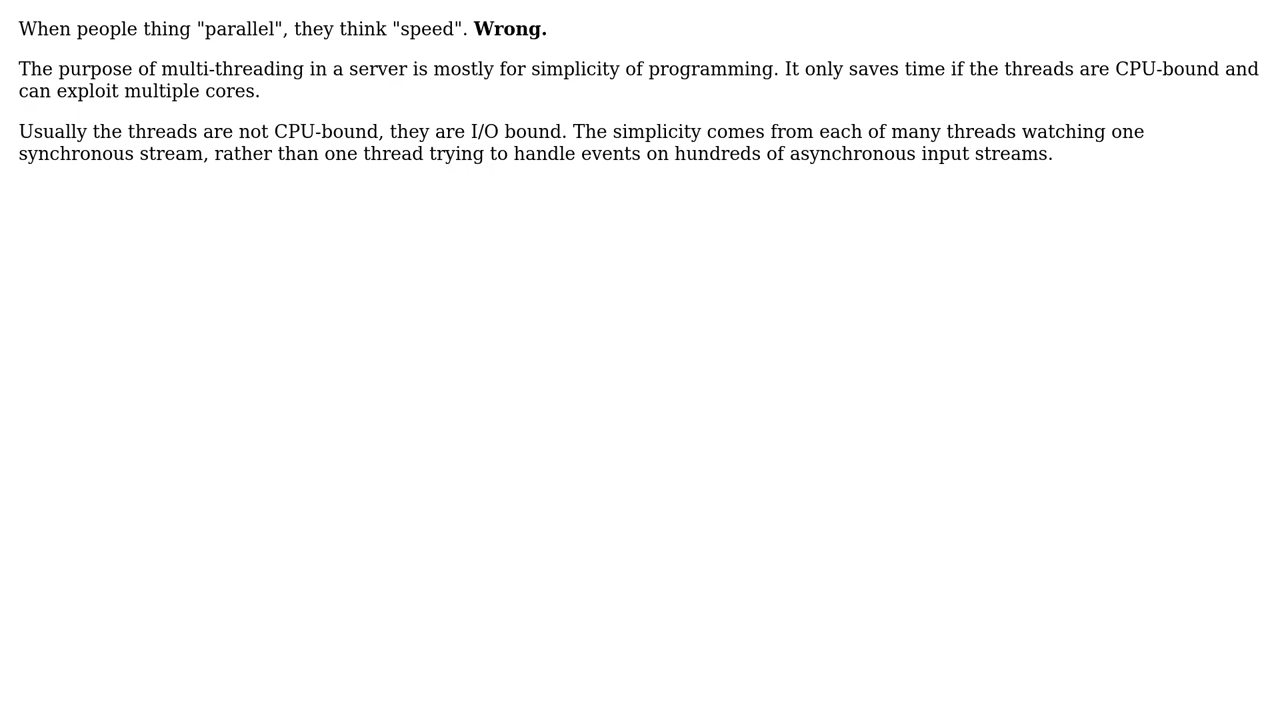 When people thing "parallel", they think "speed". Wrong.
The purpose of multi-threading in a server is mostly for simplicity of programming. It only saves time if the threads are CPU-bound and
can exploit multiple cores.
Usually the threads are not CPU-bound, they are I/O bound. The simplicity comes from each of many threads watching one
synchronous stream, rather than one thread trying to handle events on hundreds of asynchronous input streams.